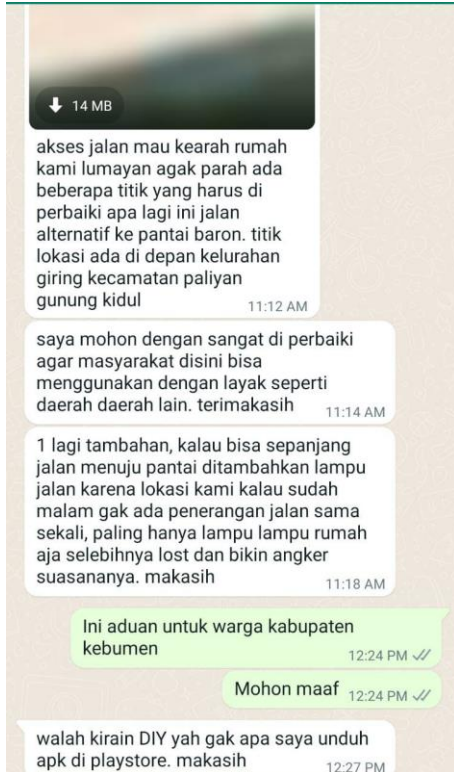 14 MB
akses jalan mau kearah rumah
kami lumayan agak parah ada
beberapa titik yang harus di
perbaiki apa lagi ini jalan
alternatif ke pantai baron. titik
lokasi ada di depan kelurahan
giring kecamatan paliyan
gunung kidul
11:12 AM
saya mohon dengan sangat di perbaiki
agar masyarakat disini bisa
menggunakan dengan layak seperti
daerah daerah lain. terimakasih
11:14 AM
1 lagi tambahan, kalau bisa sepanjang
jalan menuju pantai ditambahkan lampu
jalan karena lokasi kami kalau sudah
malam gak ada penerangan jalan sama
sekali, paling hanya lampu lampu rumah
aja selebihnya lost dan bikin angker
suasananya. makasih
11:18 AM
Ini aduan untuk warga kabupaten
kebumen
12:24 PM
Mohon maaf
12:24 PM
walah kirain DIY yah gak apa saya unduh
apk di playstore. makasih
12:27 PM